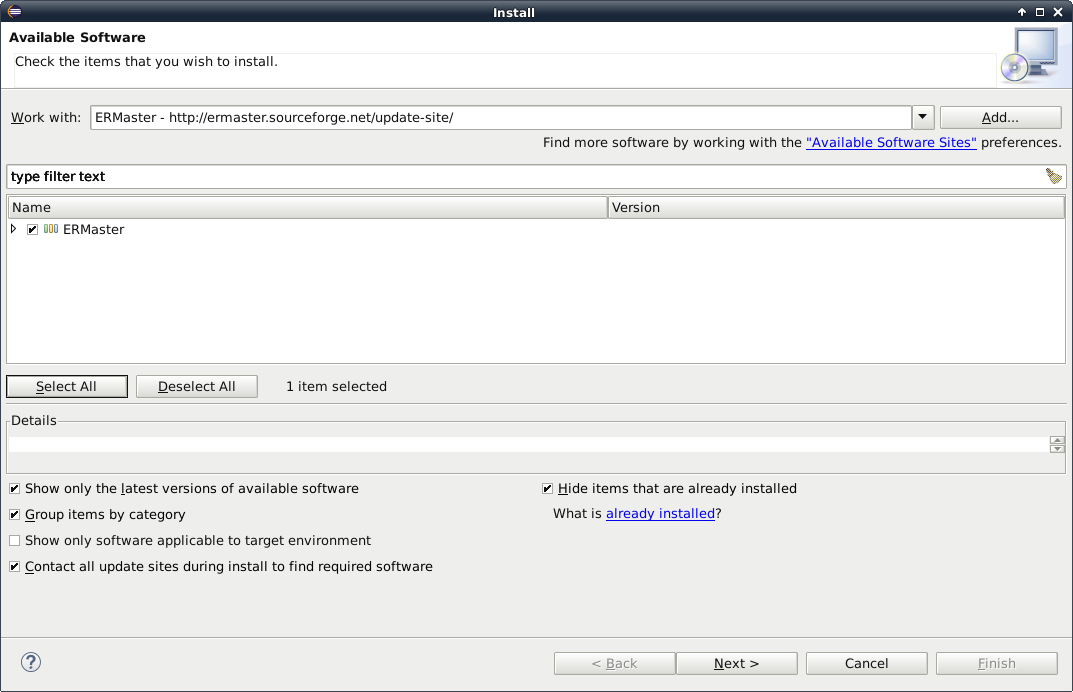 Install
Available Software
Check the items that you wish to install.
Work with: ERMaster - http://ermaster.sourceforge.net/update-site/ Add...
Find more software by working with the "Available Software Sites" preferences.
type filter text
Name Version
ERMaster
Select All Deselect All 1 item selected
Details
Show only the latest versions of available software Hide items that are already installed
Group items by category What is already installed?
Show only software applicable to target environment
Contact all update sites during install to find required software
? < Back Next > Cancel Finish